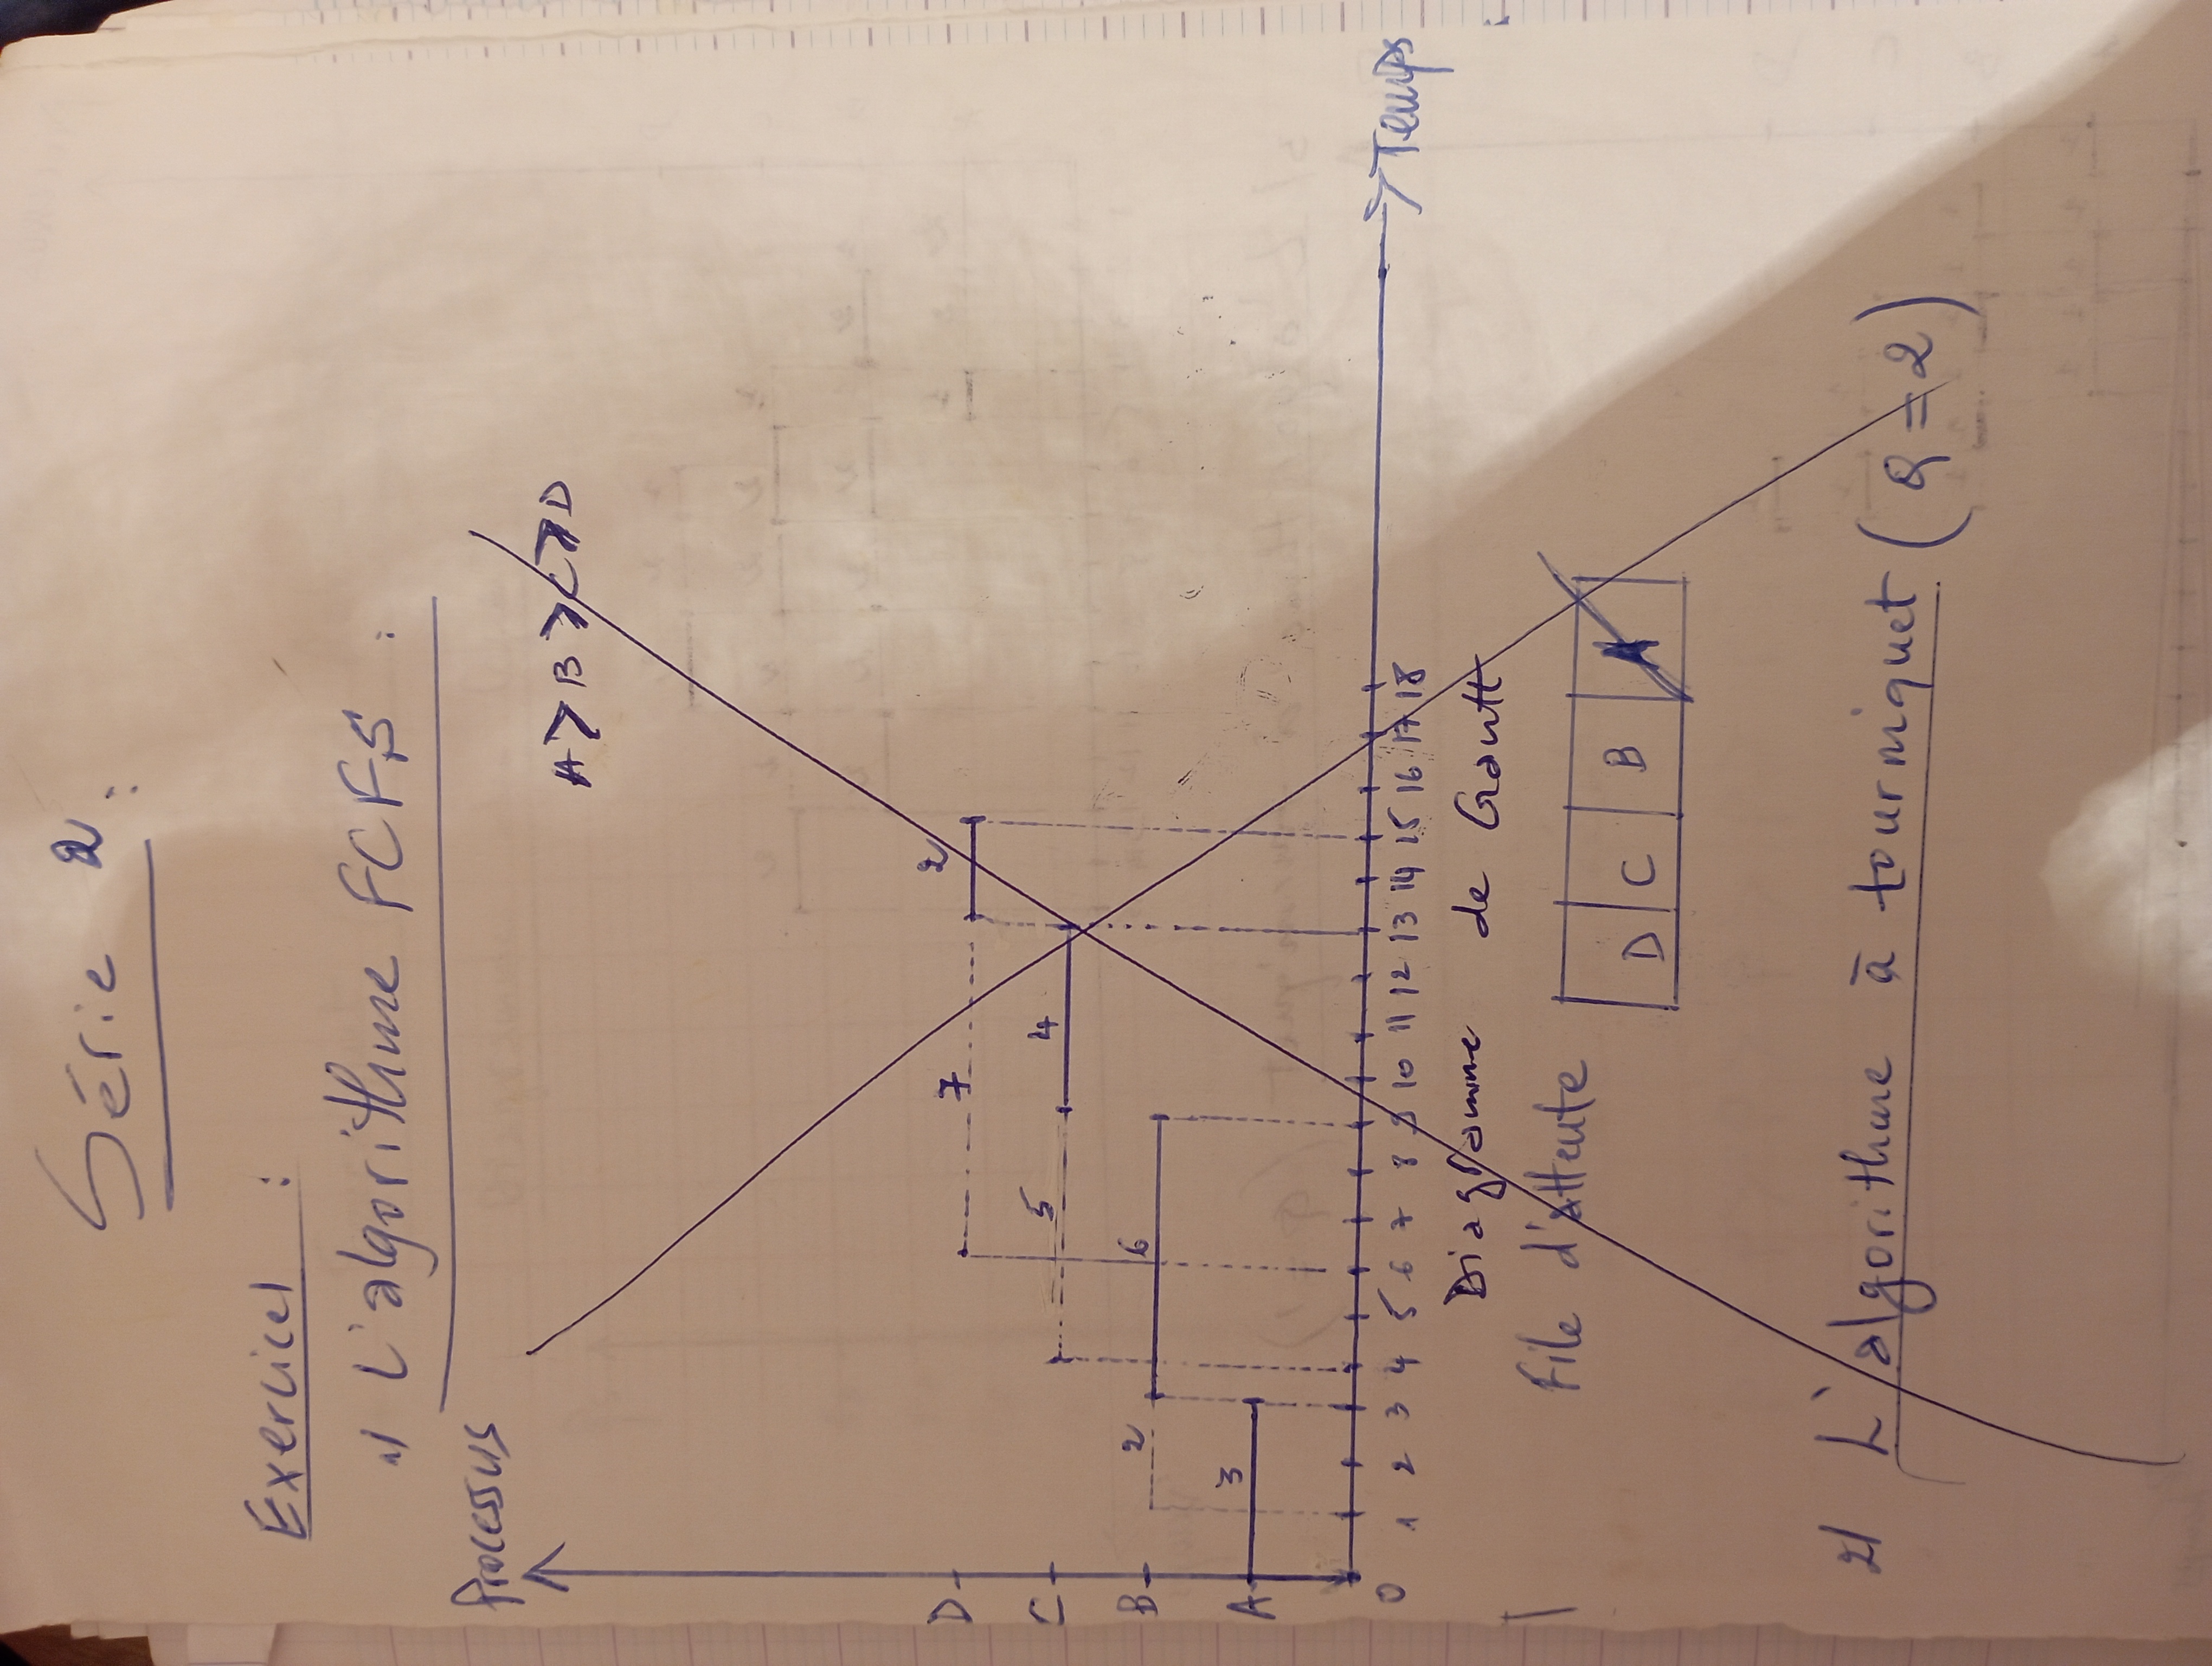 Série 2 :
Exercice1 :
1) L'algorithme FCFS :
Processus
A > B > C > D
D 7 2
C 5 4
B 2 6
A 3
0 1 2 3 4 5 6 7 8 9 10 11 12 13 14 15 16 17 18 Temps
Diagramme de Gantt
File d'attente D C B A
2) L'algorithme à tourniquet (Q = 2)